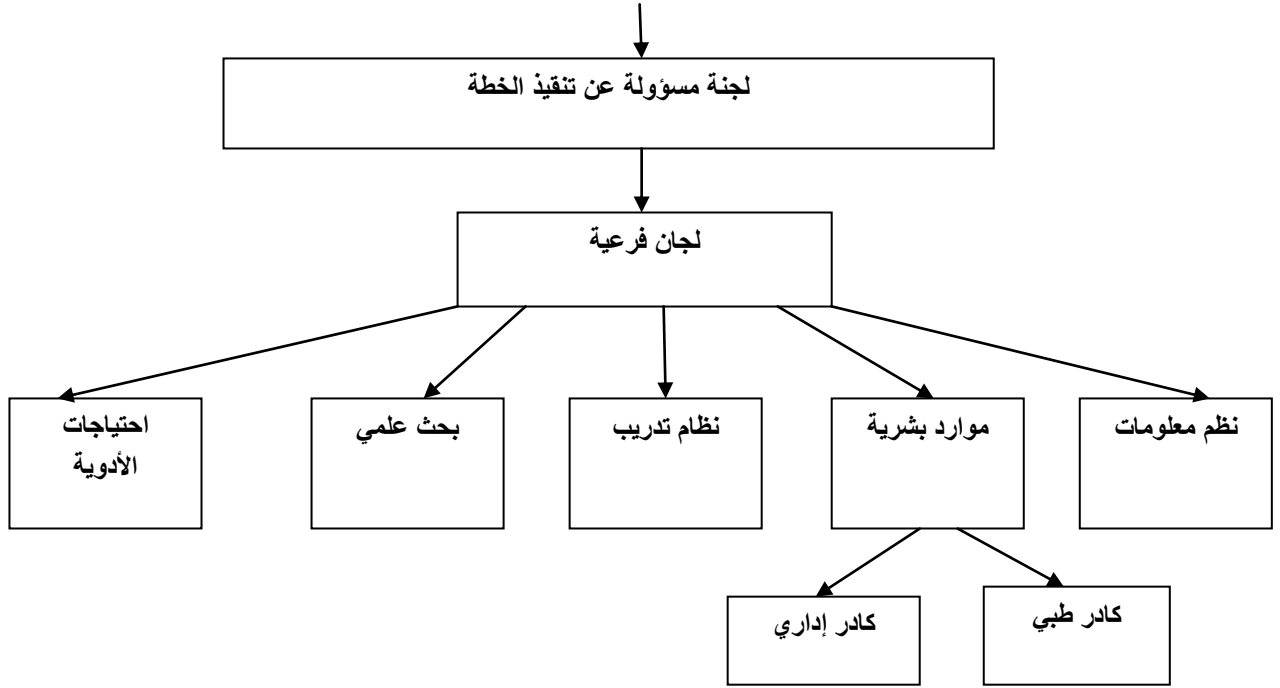 لجنة مسؤولة عن تنقيذ الخطة
لجان فرعية
نظم معلومات
موارد بشرية
نظام تدريب
بحث علمي
احتياجات
الأدوية
كادر طبي
كادر إداري